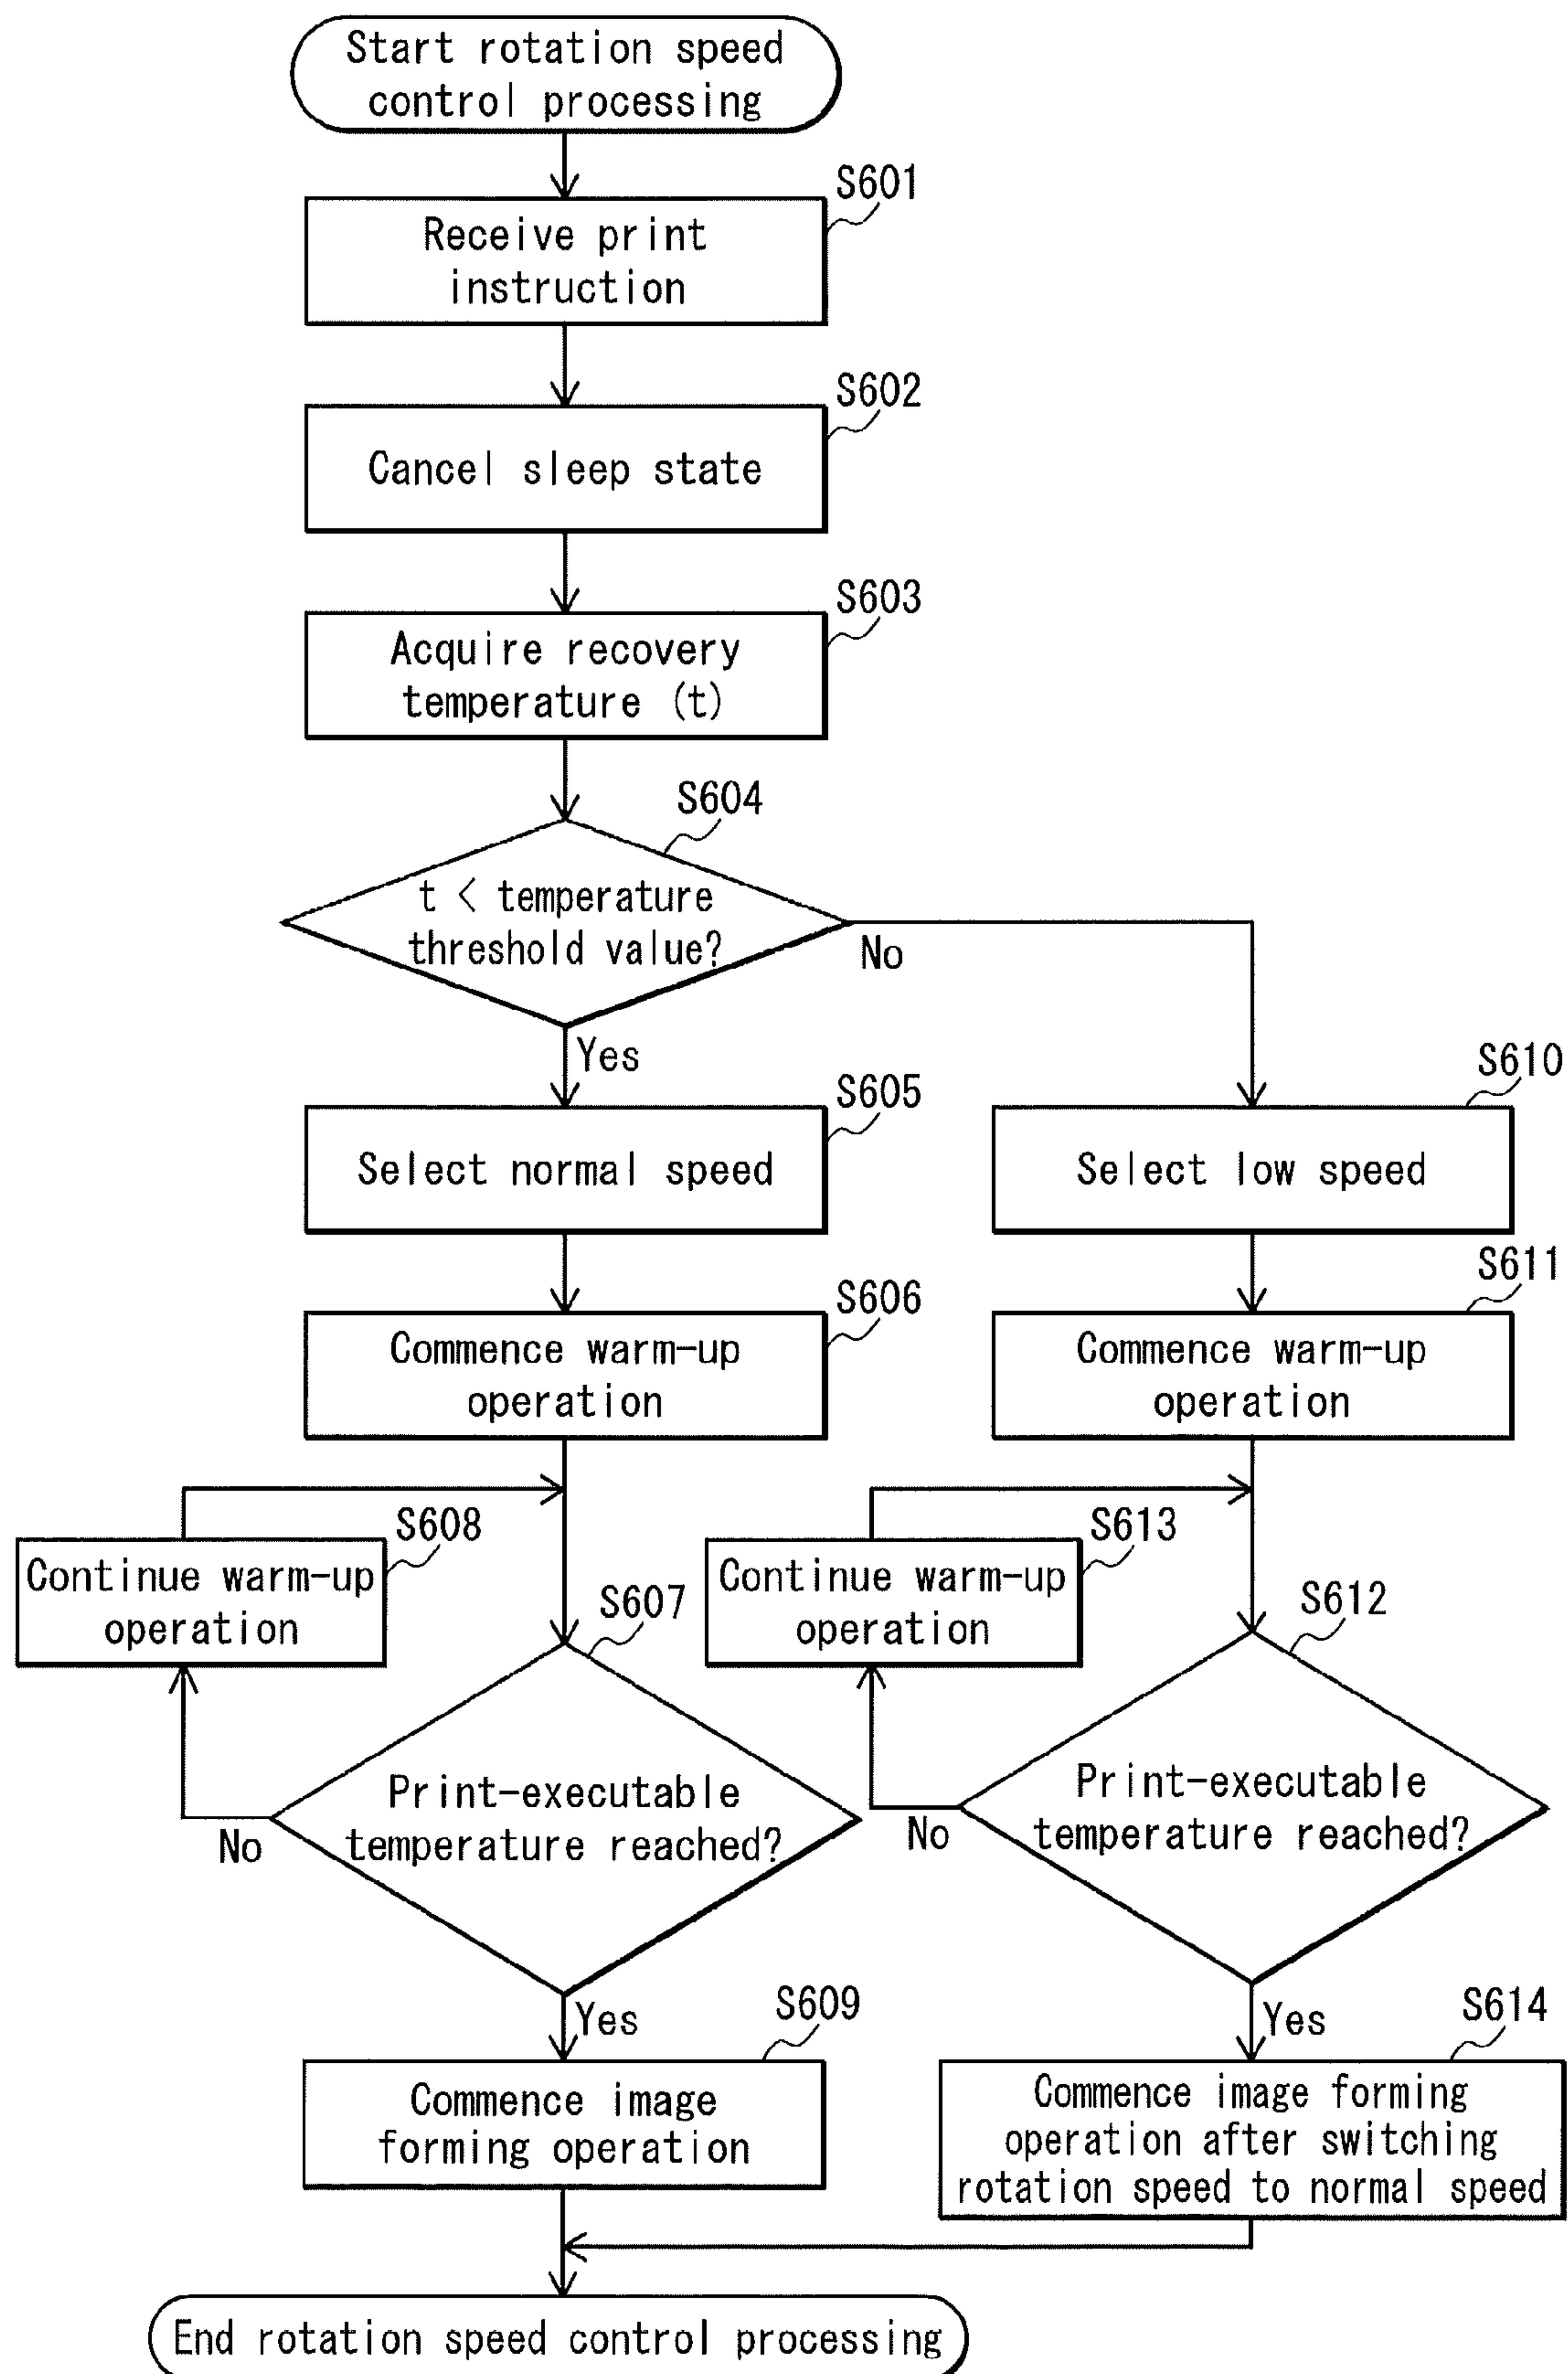 Start rotation speed
control processing
S601
Receive print
instruction
S602
Cancel sleep state
S603
Acquire recovery
temperature (t)
S604
t < temperature
threshold value?
No
Yes
S605
Select normal speed
S610
Select low speed
S606
Commence warm-up
operation
S611
Commence warm-up
operation
S608
Continue warm-up
operation
S607
Print-executable
temperature reached?
No
S613
Continue warm-up
operation
S612
Print-executable
temperature reached?
No
Yes
S609
Commence image
forming operation
Yes
S614
Commence image forming
operation after switching
rotation speed to normal speed
End rotation speed control processing